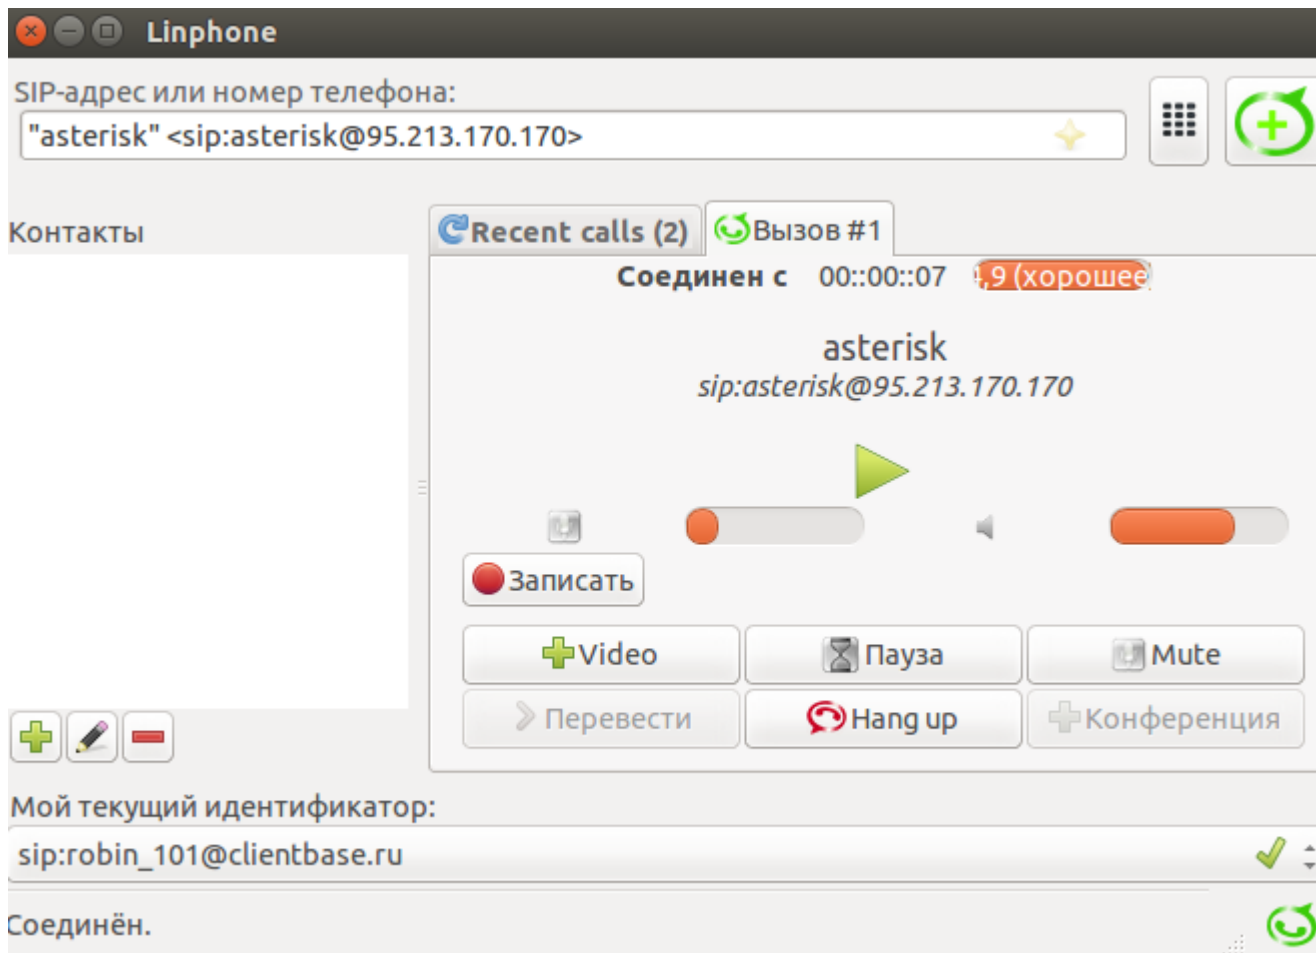 Linphone
SIP-адрес или номер телефона:
"asterisk" <sip:asterisk@95.213.170.170>
Контакты
Recent calls (2)
Вызов #1
Соединен с 00::00::07 ,9 (хорошее
asterisk
sip:asterisk@95.213.170.170
Записать
Video
Пауза
Mute
Перевести
Hang up
Конференция
Мой текущий идентификатор:
sip:robin_101@clientbase.ru
Соединён.